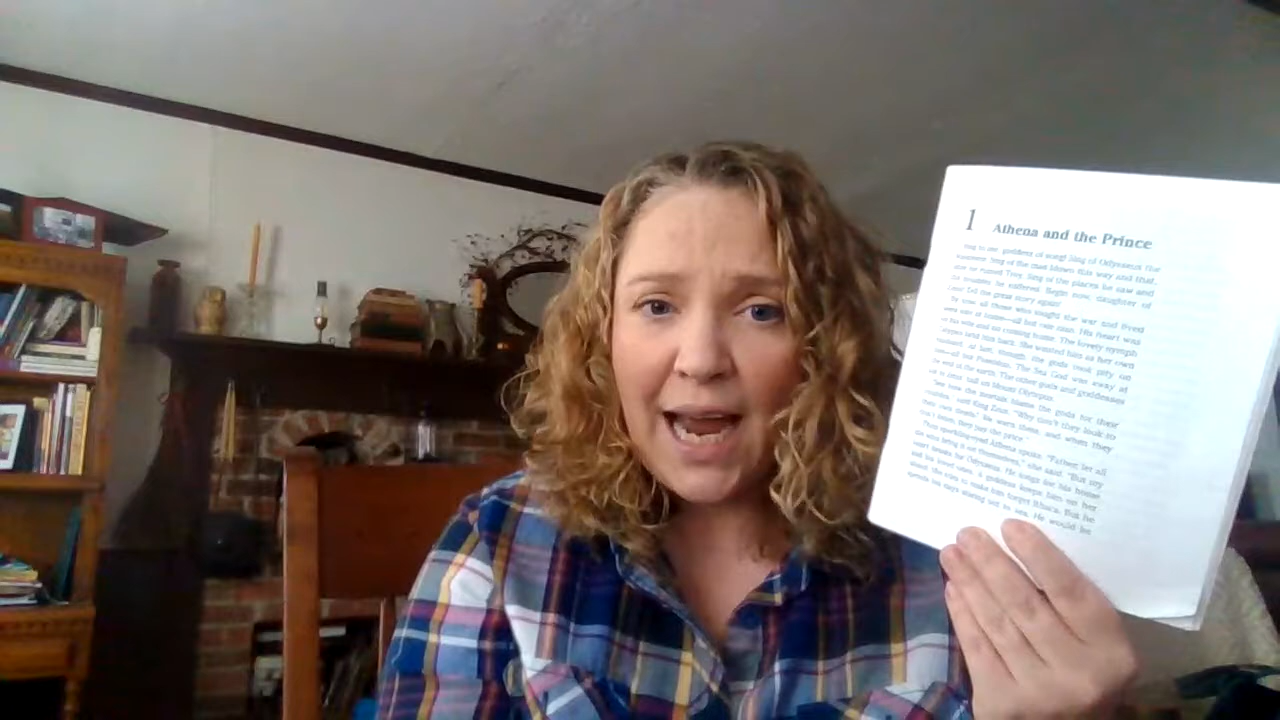 1 Athena and the Prince
goddess of song! Sing of Odysseus the
wanderer. Sing of the man blown this way and that,
he ruined Troy. Sing of the places he saw and
troubles he suffered. Begin now, daughter of
Tell the great story again!
By now, all those who fought the war and lived
were safe at home—all but one man. His heart was
his wife and on coming home. The lovely nymph
Calypso held him back. She wanted him as her own
husband. At last, though, the gods took pity on
all but Poseidon. The Sea God was away at
the end of the earth. The other gods and goddesses
sat in Zeus' hall on Mount Olympus.
"See how the mortals blame the gods for their
troubles," said King Zeus. "Why don't they look to
their own deeds? We warn them, and when they
don't listen, they pay the price."
Then sparkling-eyed Athena spoke. "Father, let all
die who bring it on themselves," she said. "But my
heart breaks for Odysseus. He longs for his home
and his loved ones. A goddess keeps him on her
island. She tries to make him forget Ithaca. But he
spends his days staring out to sea. He would be